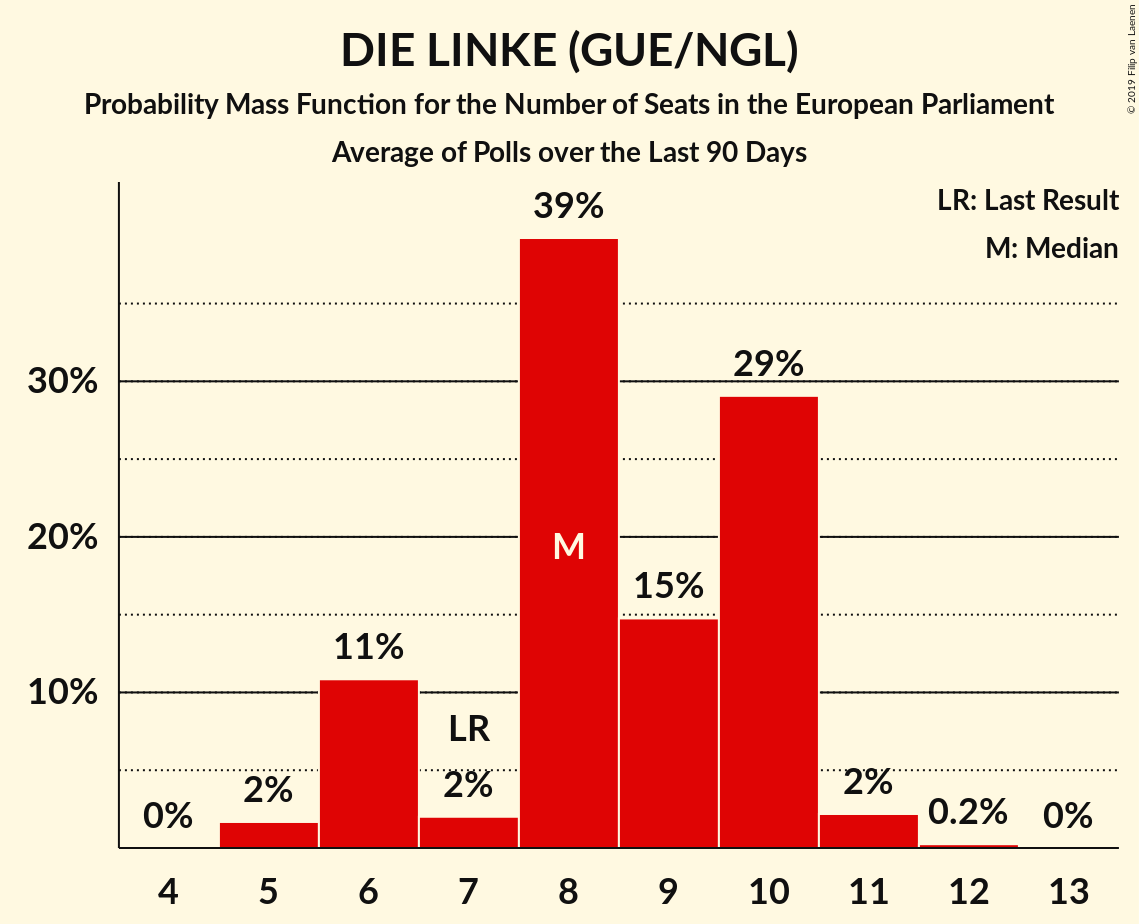 DIE LINKE (GUE/NGL)
Probability Mass Function for the Number of Seats in the European Parliament
Average of Polls over the Last 90 Days
© 2019 Filip van Laenen
LR: Last Result
M: Median
39%
30%
29%
20%
M
15%
11%
10%
LR
2%
2%
2%
0%
0.2%
0%
4 5 6 7 8 9 10 11 12 13